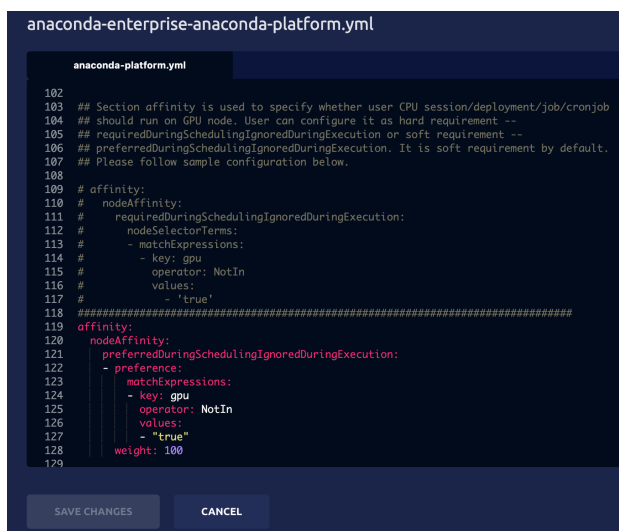 anaconda-enterprise-anaconda-platform.yml
anaconda-platform.yml
102
103 ## Section affinity is used to specify whether user CPU session/deployment/job/cronjob
104 ## should run on GPU node. User can configure it as hard requirement --
105 ## requiredDuringSchedulingIgnoredDuringExecution or soft requirement --
106 ## preferredDuringSchedulingIgnoredDuringExecution. It is soft requirement by default.
107 ## Please follow sample configuration below.
108
109 # affinity:
110 #   nodeAffinity:
111 #     requiredDuringSchedulingIgnoredDuringExecution:
112 #       nodeSelectorTerms:
113 #       - matchExpressions:
114 #         - key: gpu
115 #           operator: NotIn
116 #           values:
117 #             - 'true'
118 ################################################################################
119 affinity:
120   nodeAffinity:
121     preferredDuringSchedulingIgnoredDuringExecution:
122     - preference:
123         matchExpressions:
124         - key: gpu
125           operator: NotIn
126           values:
127           - "true"
128       weight: 100
129
SAVE CHANGES CANCEL